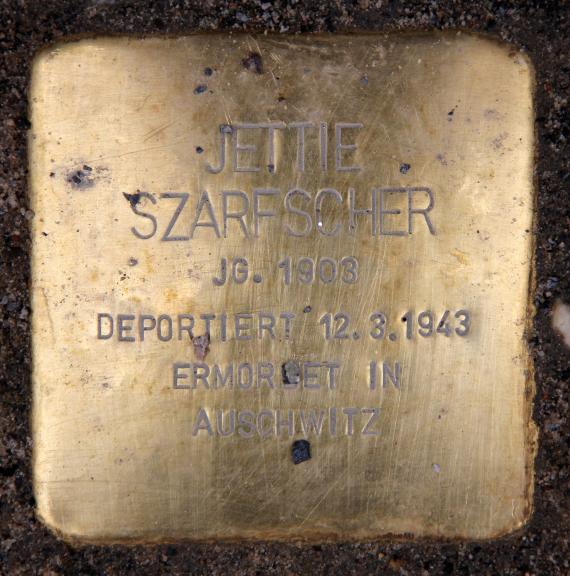 JETTIE
SZARFSCHER
JG. 1903
DEPORTIERT 12.3.1943
ERMORDET IN
AUSCHWITZ